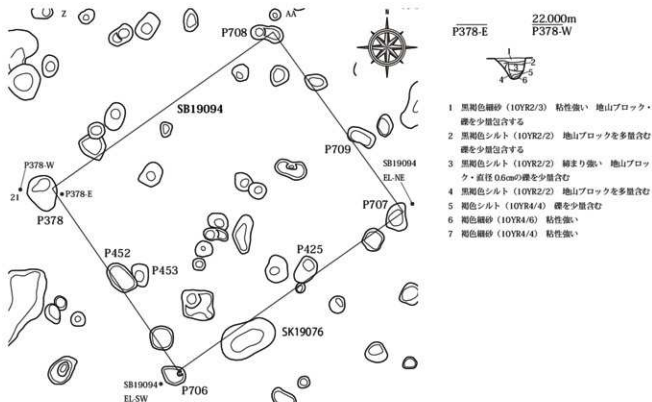 Z
AA
P708
SB19094
P709
SB19094
EL-NE
P378-W
P378-E
21
P378
P707
P452
P453
P425
SK19076
SB19094
EL-SW
P706
22.000m
P378-E
P378-W
1
2
3
4
5
6
1 黒褐色細砂（10YR2/3） 粘性強い 地山ブロック・
礫を少量包含する
2 黒褐色シルト（10YR2/2） 地山ブロックを多量含む
礫を少量包含する
3 黒褐色シルト（10YR2/2） 締まり強い 地山ブロッ
ク・直径0.6cmの礫を少量含む
4 黒褐色シルト（10YR2/2） 地山ブロックを多量含む
5 褐色シルト（10YR4/4） 礫を少量含む
6 褐色細砂（10YR4/6） 粘性強い
7 褐色細砂（10YR4/4） 粘性強い